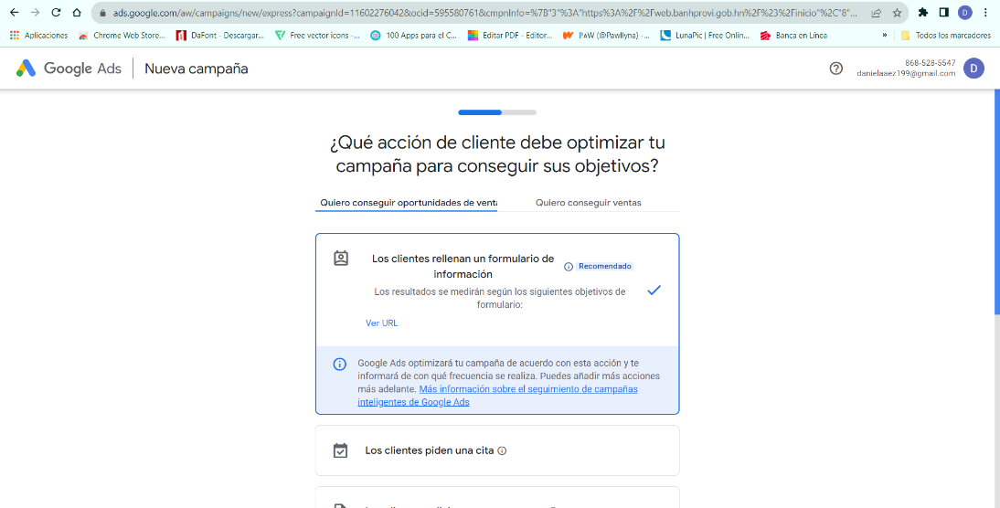 ads.google.com/aw/campaigns/new/express?campaignId=11602276042&ocid=595580761&cmpnInfo=%7B"3"%3A"https%3A%2F%2Fweb.banhprovi.gob.hn%2F%23%2Finicio"%2C"8"...
Aplicaciones Chrome Web Store... DaFont - Descargar... Free vector icons -... 100 Apps para el C... Editar PDF - Editor... PAW (@Pawllyna) -... LunaPic | Free Onlin... Banca en Línea » Todos los marcadores
Google Ads Nueva campaña
868-528-5547
danielaaez199@gmail.com
D
¿Qué acción de cliente debe optimizar tu
campaña para conseguir sus objetivos?
Quiero conseguir oportunidades de venta Quiero conseguir ventas
Los clientes rellenan un formulario de
información
Recomendado
Los resultados se medirán según los siguientes objetivos de
formulario:
Ver URL
Google Ads optimizará tu campaña de acuerdo con esta acción y te
informará de con qué frecuencia se realiza. Puedes añadir más acciones
más adelante. Más información sobre el seguimiento de campañas
inteligentes de Google Ads
Los clientes piden una cita